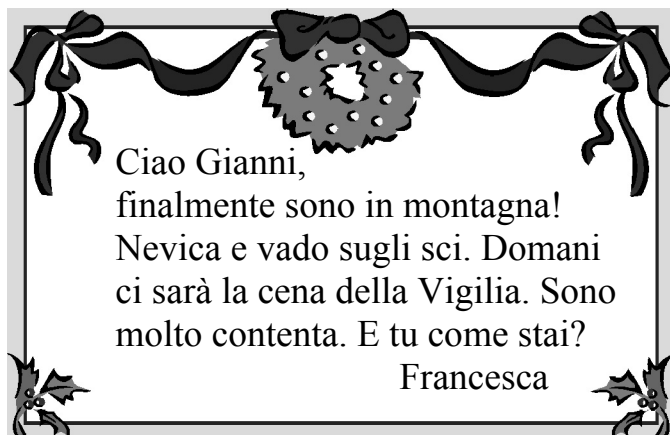 Ciao Gianni,
finalmente sono in montagna!
Nevica e vado sugli sci. Domani
ci sarà la cena della Vigilia. Sono
molto contenta. E tu come stai?
Francesca